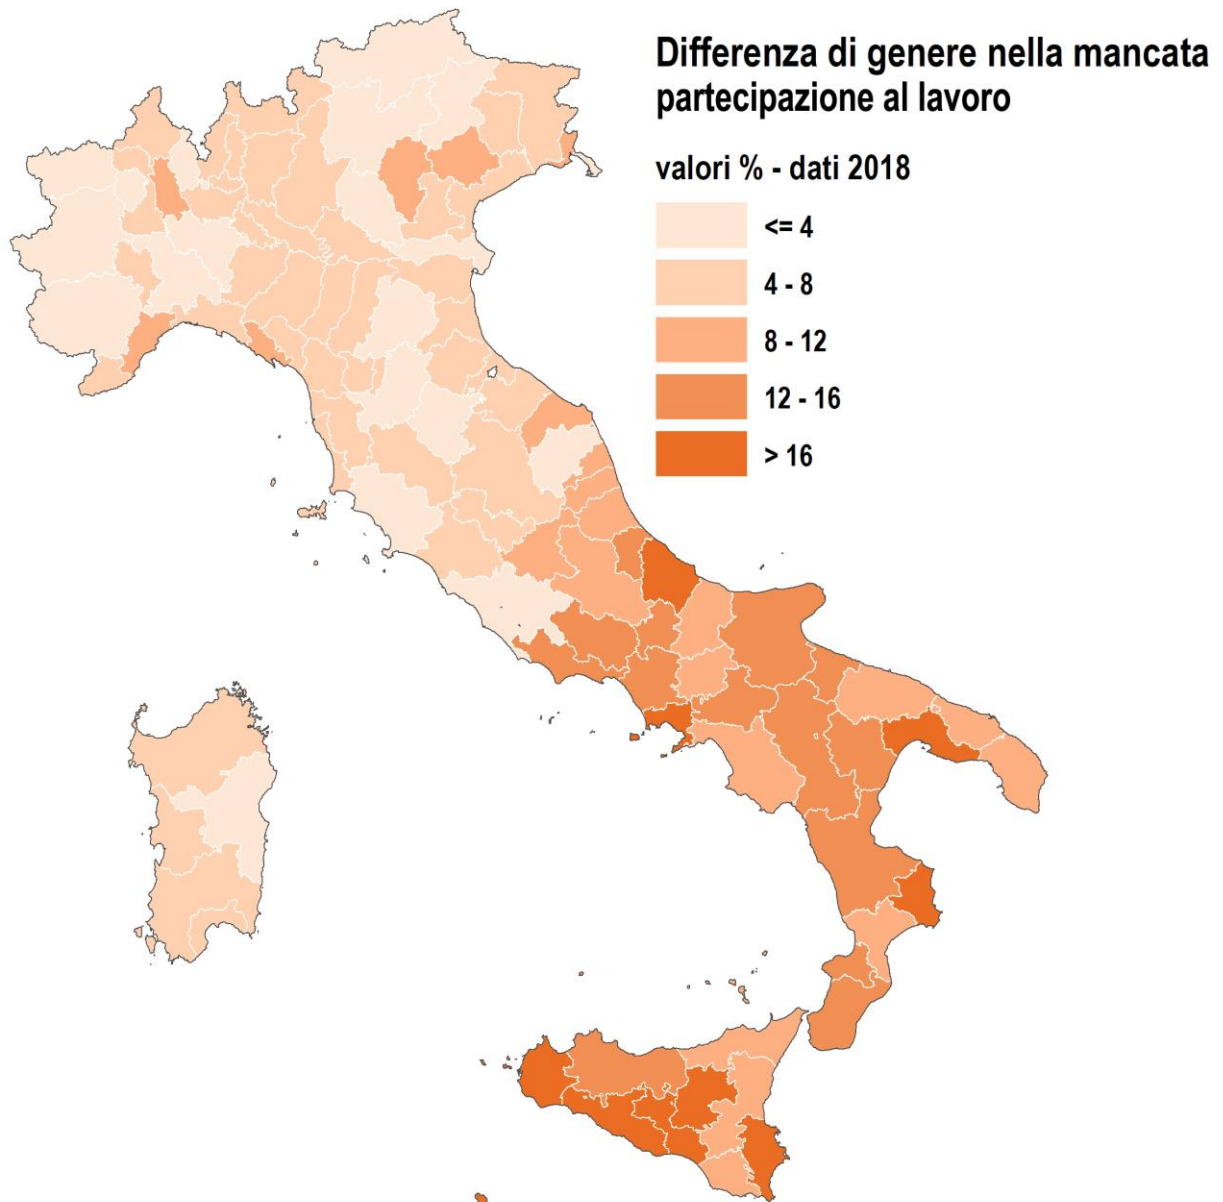 Differenza di genere nella mancata
partecipazione al lavoro
valori % - dati 2018
<= 4
4 - 8
8 - 12
12 - 16
> 16